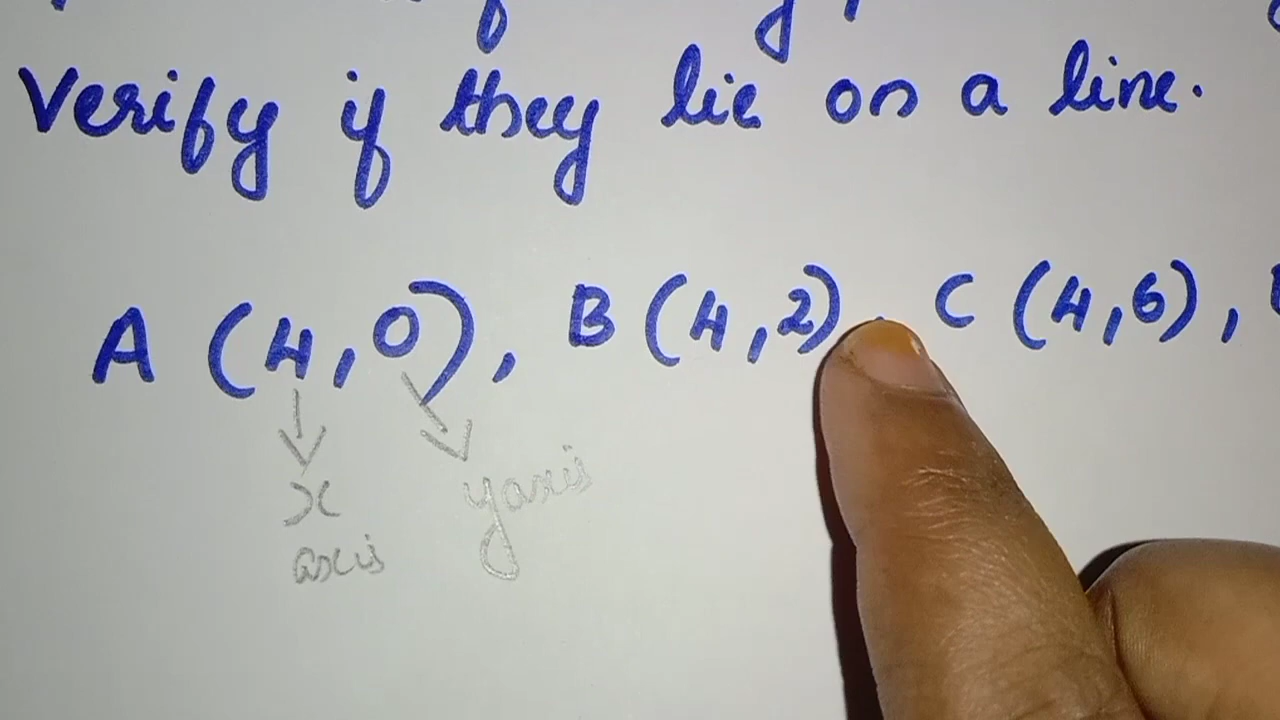 Verify if they lie on a line.
A (4,0), B (4,2), C (4,6),
x axis
y axis